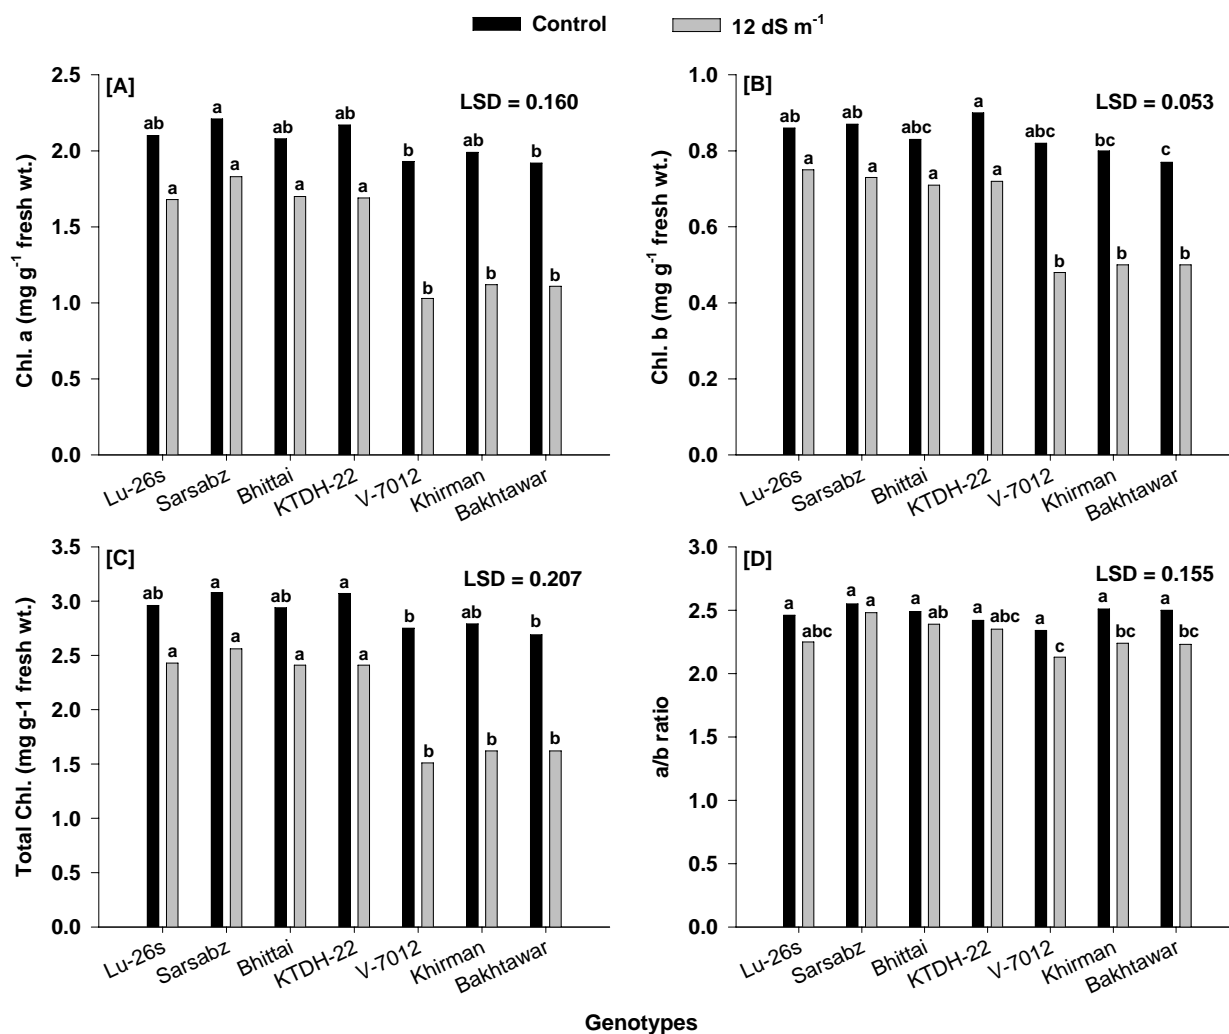 Control 12 dS m⁻¹
[A]
LSD = 0.160
Chl. a (mg g⁻¹ fresh wt.)
2.5
2.0
1.5
1.0
0.5
0.0
ab a ab ab b ab b
a a a a b b b
Lu-26s Sarsabz Bhittai KTDH-22 V-7012 Khirman Bakhtawar
[B]
LSD = 0.053
Chl. b (mg g⁻¹ fresh wt.)
1.0
0.8
0.6
0.4
0.2
0.0
ab ab abc a abc bc c
a a a a b b b
Lu-26s Sarsabz Bhittai KTDH-22 V-7012 Khirman Bakhtawar
[C]
LSD = 0.207
Total Chl. (mg g-1 fresh wt.)
3.5
3.0
2.5
2.0
1.5
1.0
0.5
0.0
ab a ab a b ab b
a a a a b b b
Lu-26s Sarsabz Bhittai KTDH-22 V-7012 Khirman Bakhtawar
[D]
LSD = 0.155
a/b ratio
3.0
2.5
2.0
1.5
1.0
0.5
0.0
a a a a a a a
abc a ab abc c bc bc
Lu-26s Sarsabz Bhittai KTDH-22 V-7012 Khirman Bakhtawar
Genotypes